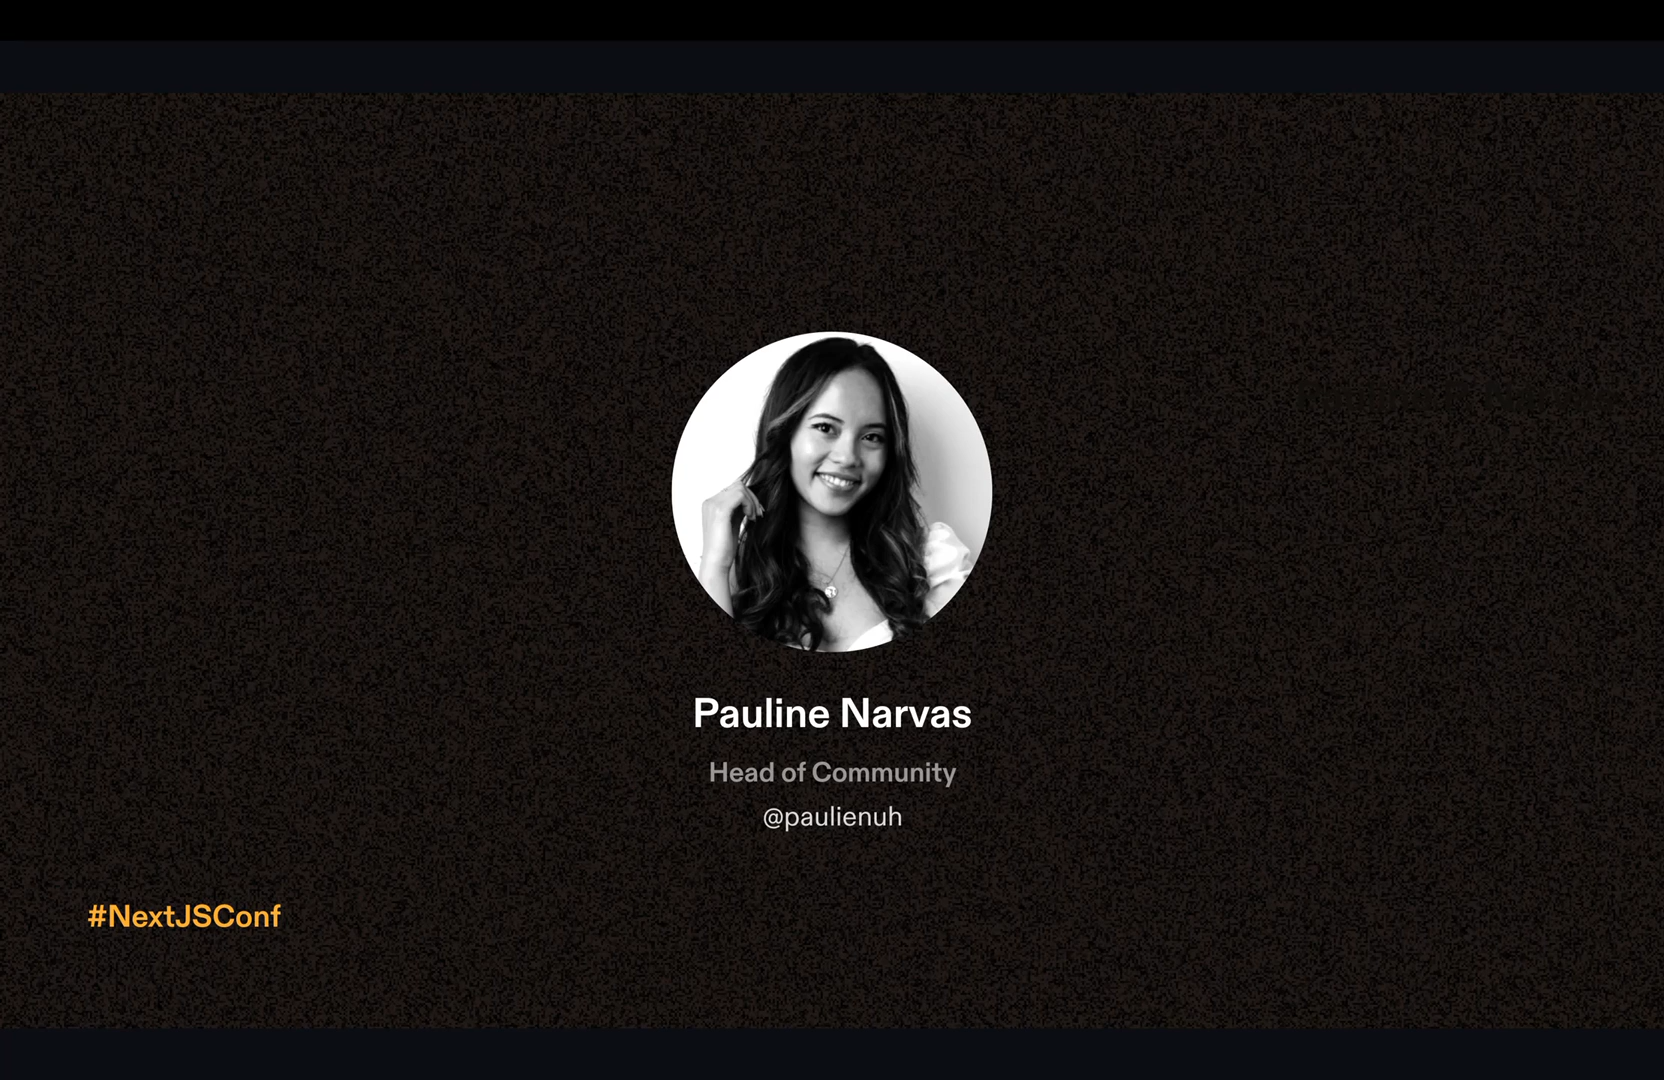 Pauline Narvas
Head of Community
@paulienuh
#NextJSConf